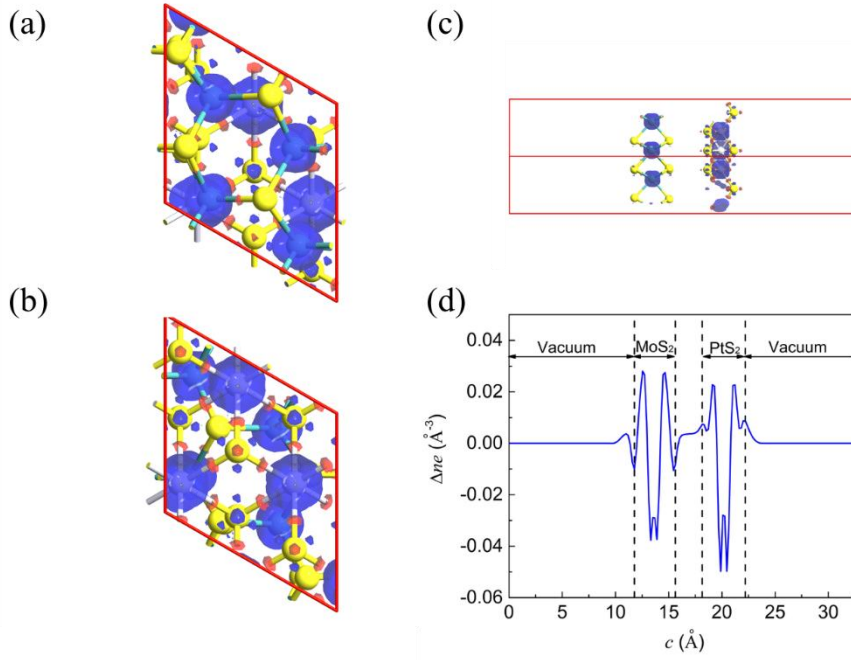 (a)
(c)
(b)
(d)
0.04
Vacuum
MoS₂
PtS₂
Vacuum
0.02
0.00
-0.02
-0.04
-0.06
Δne (Å⁻³)
0 5 10 15 20 25 30
c (Å)